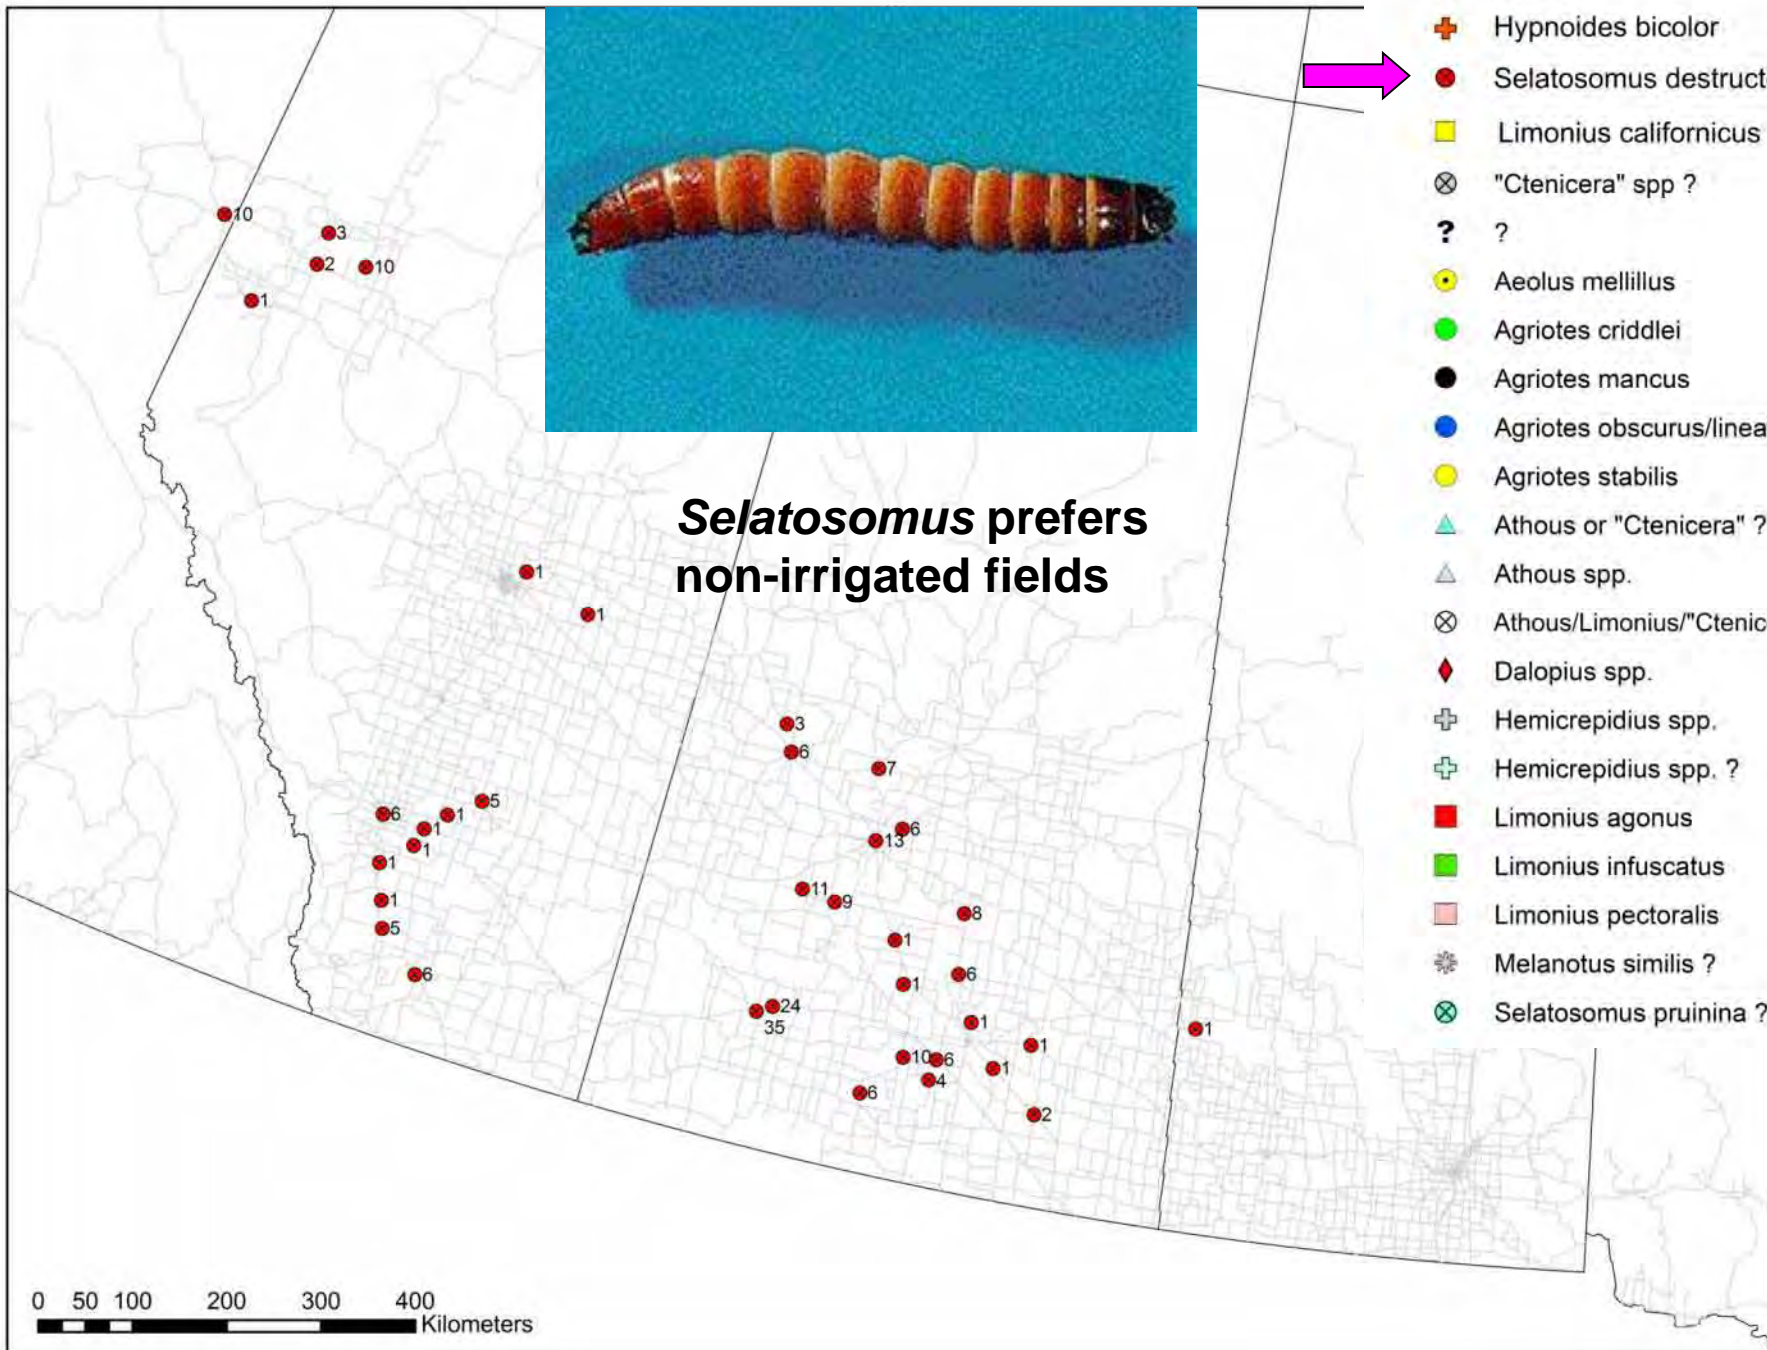 Hypnoides bicolor
Selatosomus destruct
Limonius californicus
"Ctenicera" spp ?
? ?
Aeolus mellillus
Agriotes criddlei
Agriotes mancus
Agriotes obscurus/linea
Agriotes stabilis
Athous or "Ctenicera" ?
Athous spp.
Athous/Limonius/"Ctenic
Dalopius spp.
Hemicrepidius spp.
Hemicrepidius spp. ?
Limonius agonus
Limonius infuscatus
Limonius pectoralis
Melanotus similis ?
Selatosomus pruinina ?
Selatosomus prefers
non-irrigated fields
10
3
2
10
1
1
1
3
6
7
6
13
5
6
1
1
1
1
1
5
6
11
9
8
1
6
1
24
35
1
1
1
10
6
1
4
6
2
0 50 100 200 300 400
Kilometers